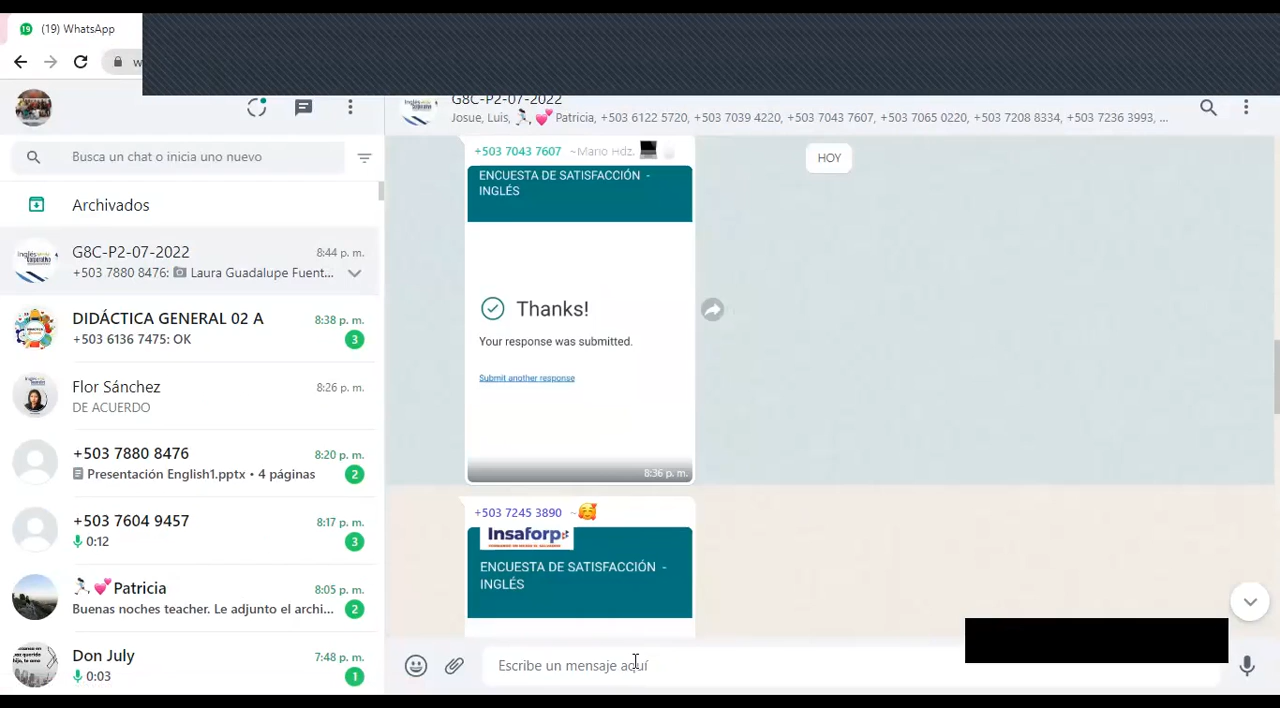 19 (19) WhatsApp
w
G8C-P2-07-2022
Josue, Luis, 🏃🏻‍♀️, 💕 Patricia, +503 6122 5720, +503 7039 4220, +503 7043 7607, +503 7065 0220, +503 7208 8334, +503 7236 3993, ...
Busca un chat o inicia uno nuevo
Archivados
G8C-P2-07-2022 8:44 p. m.
+503 7880 8476: 📷 Laura Guadalupe Fuent...
DIDÁCTICA GENERAL 02 A 8:38 p. m.
+503 6136 7475: OK 3
Flor Sánchez 8:26 p. m.
DE ACUERDO
+503 7880 8476 8:20 p. m.
Presentación English1.pptx • 4 páginas 2
+503 7604 9457 8:17 p. m.
0:12 3
🏃🏻‍♀️, 💕Patricia 8:05 p. m.
Buenas noches teacher. Le adjunto el archi... 2
Don July 7:48 p. m.
0:03 1
HOY
+503 7043 7607 ~Mario Hdz. 💻
ENCUESTA DE SATISFACCIÓN -
INGLÉS
Thanks!
Your response was submitted.
Submit another response
8:36 p. m.
+503 7245 3890 ~🥰
Insaforp
ENCUESTA DE SATISFACCIÓN -
INGLÉS
Escribe un mensaje aquí